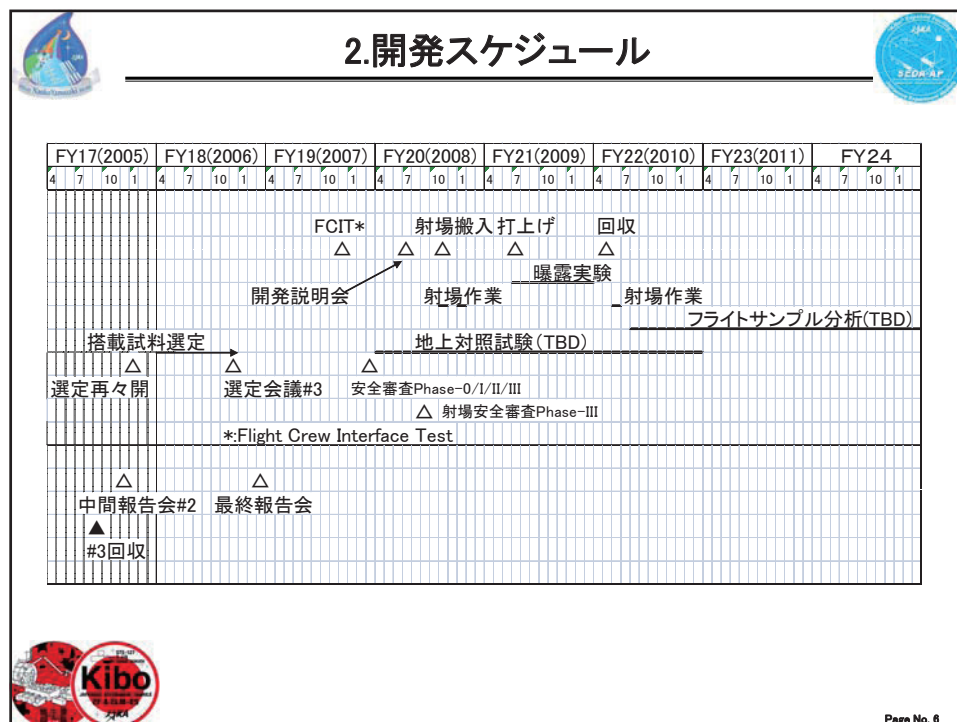 2.開発スケジュール
JAXA
SEDA-AP
FY17(2005) FY18(2006) FY19(2007) FY20(2008) FY21(2009) FY22(2010) FY23(2011) FY24
4 7 10 1 4 7 10 1 4 7 10 1 4 7 10 1 4 7 10 1 4 7 10 1 4 7 10 1 4 7 10 1
FCIT* 射場搬入 打上げ 回収
△ △ △ △ △
曝露実験
開発説明会 射場作業 射場作業
フライトサンプル分析(TBD)
搭載試料選定 地上対照試験(TBD)
△ △ △
選定再々開 選定会議#3 安全審査Phase-0/I/II/III
△ 射場安全審査Phase-III
*:Flight Crew Interface Test
△ △
中間報告会#2 最終報告会
▲
#3回収
Kibo
JAXA
Page No. 6